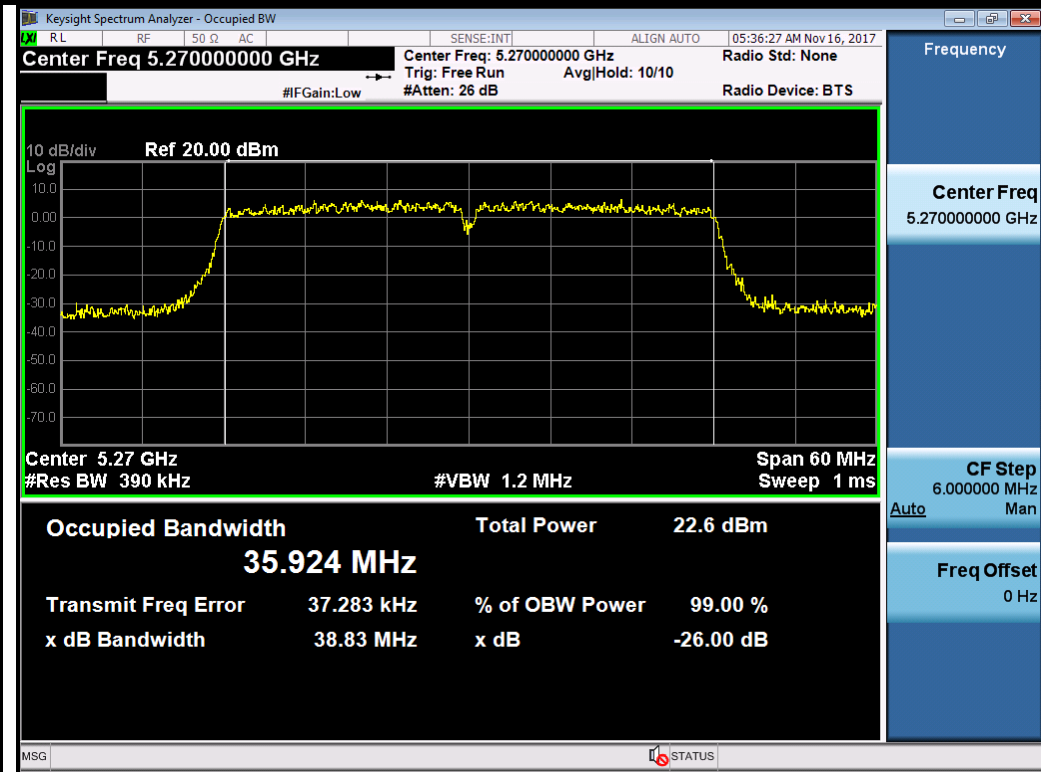 Keysight Spectrum Analyzer - Occupied BW
LXI RL RF 50 Ω AC SENSE:INT ALIGN AUTO 05:36:27 AM Nov 16, 2017
Center Freq 5.270000000 GHz
Center Freq: 5.270000000 GHz
Radio Std: None
Trig: Free Run Avg|Hold: 10/10
#IFGain:Low
#Atten: 26 dB
Radio Device: BTS
10 dB/div Ref 20.00 dBm
Log
10.0
0.00
-10.0
-20.0
-30.0
-40.0
-50.0
-60.0
-70.0
Center 5.27 GHz Span 60 MHz
#Res BW 390 kHz #VBW 1.2 MHz Sweep 1 ms
Occupied Bandwidth Total Power 22.6 dBm
35.924 MHz
Transmit Freq Error 37.283 kHz % of OBW Power 99.00 %
x dB Bandwidth 38.83 MHz x dB -26.00 dB
Frequency
Center Freq
5.270000000 GHz
CF Step
6.000000 MHz
Auto Man
Freq Offset
0 Hz
MSG STATUS